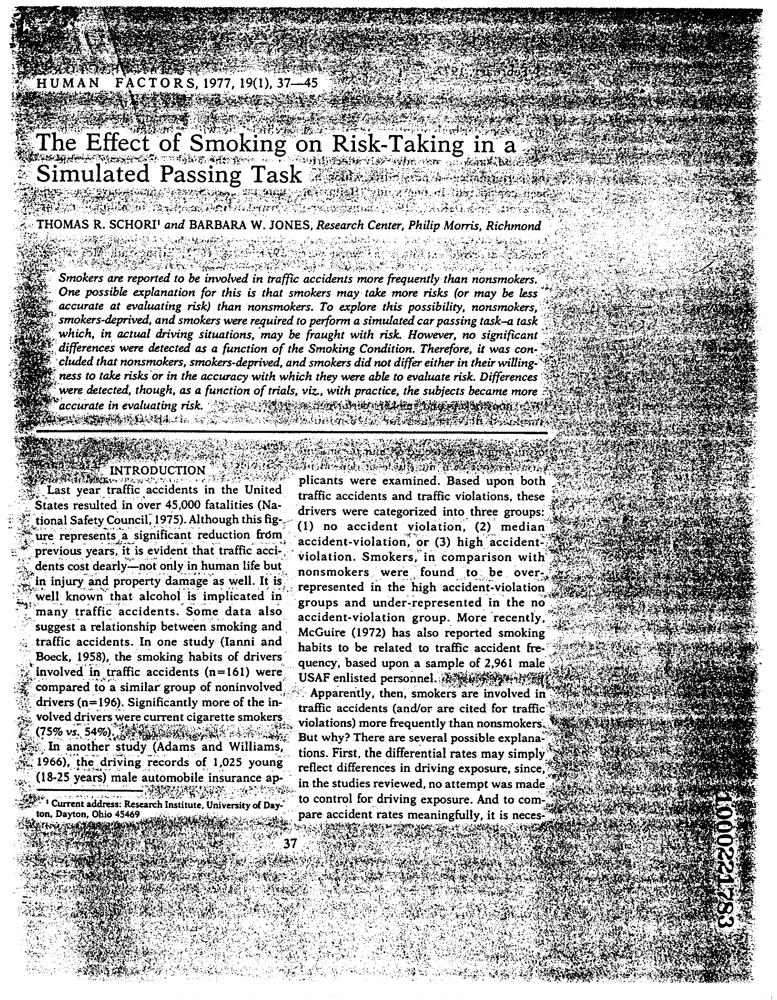 HUMAN FACTORS, 1977, 19(1), 37—45
The Effect of Smoking on Risk-Taking in a
Simulated Passing Task
THOMAS R. SCHORI¹ and BARBARA W. JONES, Research Center, Philip Morris, Richmond
Smokers are reported to be involved in traffic accidents more frequently than nonsmokers.
One possible explanation for this is that smokers may take more risks (or may be less
accurate at evaluating risk) than nonsmokers. To explore this possibility, nonsmokers,
smokers-deprived, and smokers were required to perform a simulated car passing task–a task
which, in actual driving situations, may be fraught with risk. However, no significant
differences were detected as a function of the Smoking Condition. Therefore, it was con-
cluded that nonsmokers, smokers-deprived, and smokers did not differ either in their willing-
ness to take risks or in the accuracy with which they were able to evaluate risk. Differences
were detected, though, as a function of trials, viz., with practice, the subjects became more
accurate in evaluating risk.
INTRODUCTION
Last year traffic accidents in the United
States resulted in over 45,000 fatalities (Na-
tional Safety Council, 1975). Although this fig-
ure represents a significant reduction from
previous years, it is evident that traffic acci-
dents cost dearly—not only in human life but
in injury and property damage as well. It is
well known that alcohol is implicated in
many traffic accidents. Some data also
suggest a relationship between smoking and
traffic accidents. In one study (Ianni and
Boeck, 1958), the smoking habits of drivers
involved in traffic accidents (n=161) were
compared to a similar group of noninvolved
drivers (n=196). Significantly more of the in-
volved drivers were current cigarette smokers
(75% vs. 54%).
In another study (Adams and Williams,
1966), the driving records of 1,025 young
(18-25 years) male automobile insurance ap-
¹ Current address: Research Institute, University of Day-
ton, Dayton, Ohio 45469
plicants were examined. Based upon both
traffic accidents and traffic violations, these
drivers were categorized into three groups:
(1) no accident violation, (2) median
accident-violation, or (3) high accident-
violation. Smokers, in comparison with
nonsmokers were found to be over-
represented in the high accident-violation
groups and under-represented in the no
accident-violation group. More recently,
McGuire (1972) has also reported smoking
habits to be related to traffic accident fre-
quency, based upon a sample of 2,961 male
USAF enlisted personnel.
Apparently, then, smokers are involved in
traffic accidents (and/or are cited for traffic
violations) more frequently than nonsmokers.
But why? There are several possible explana-
tions. First, the differential rates may simply
reflect differences in driving exposure, since,
in the studies reviewed, no attempt was made
to control for driving exposure. And to com-
pare accident rates meaningfully, it is neces-
37
1000221783